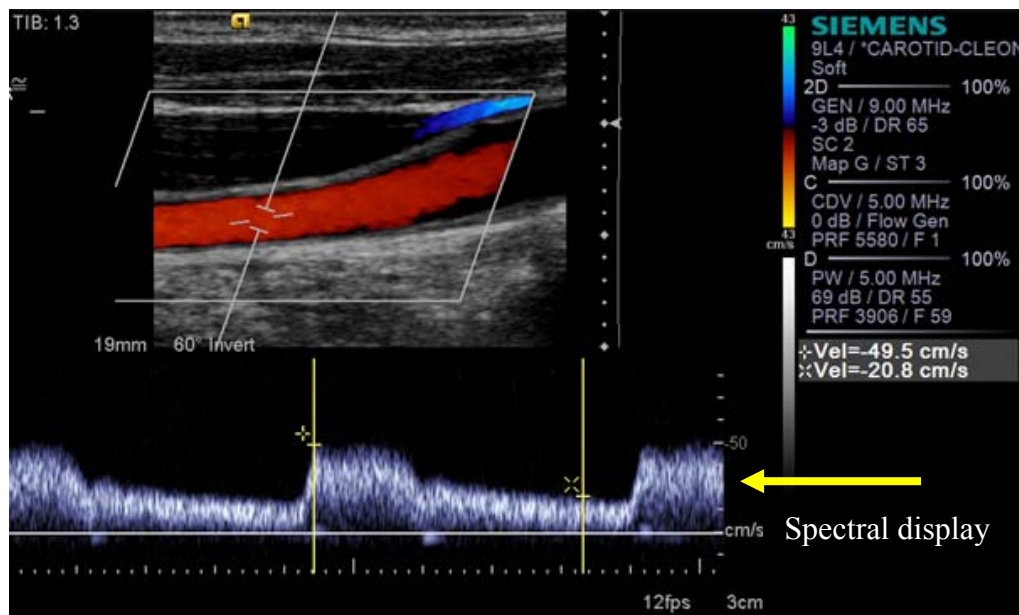 TIB: 1.3
43
SIEMENS
9L4 / *CAROTID-CLEON
Soft
2D 100%
GEN / 9.00 MHz
-3 dB / DR 65
SC 2
Map G / ST 3
C 100%
CDV / 5.00 MHz
0 dB / Flow Gen
PRF 5580 / F 1
43
cm/s
D 100%
PW / 5.00 MHz
69 dB / DR 55
PRF 3906 / F 59
19mm 60° Invert
Vel=-49.5 cm/s
Vel=-20.8 cm/s
-50
cm/s
Spectral display
12fps 3cm